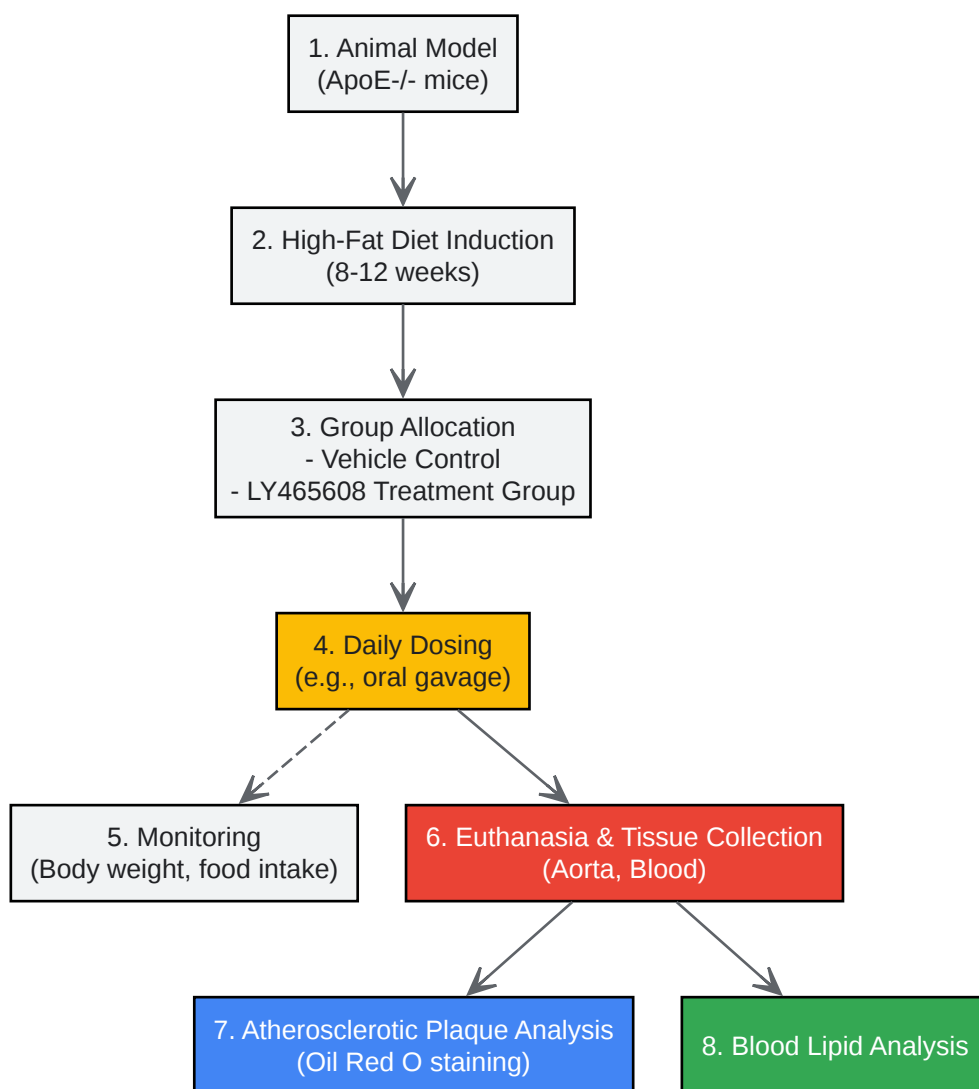 1. Animal Model
(ApoE-/- mice)
2. High-Fat Diet Induction
(8-12 weeks)
3. Group Allocation
- Vehicle Control
- LY465608 Treatment Group
4. Daily Dosing
(e.g., oral gavage)
5. Monitoring
(Body weight, food intake)
6. Euthanasia & Tissue Collection
(Aorta, Blood)
7. Atherosclerotic Plaque Analysis
(Oil Red O staining)
8. Blood Lipid Analysis